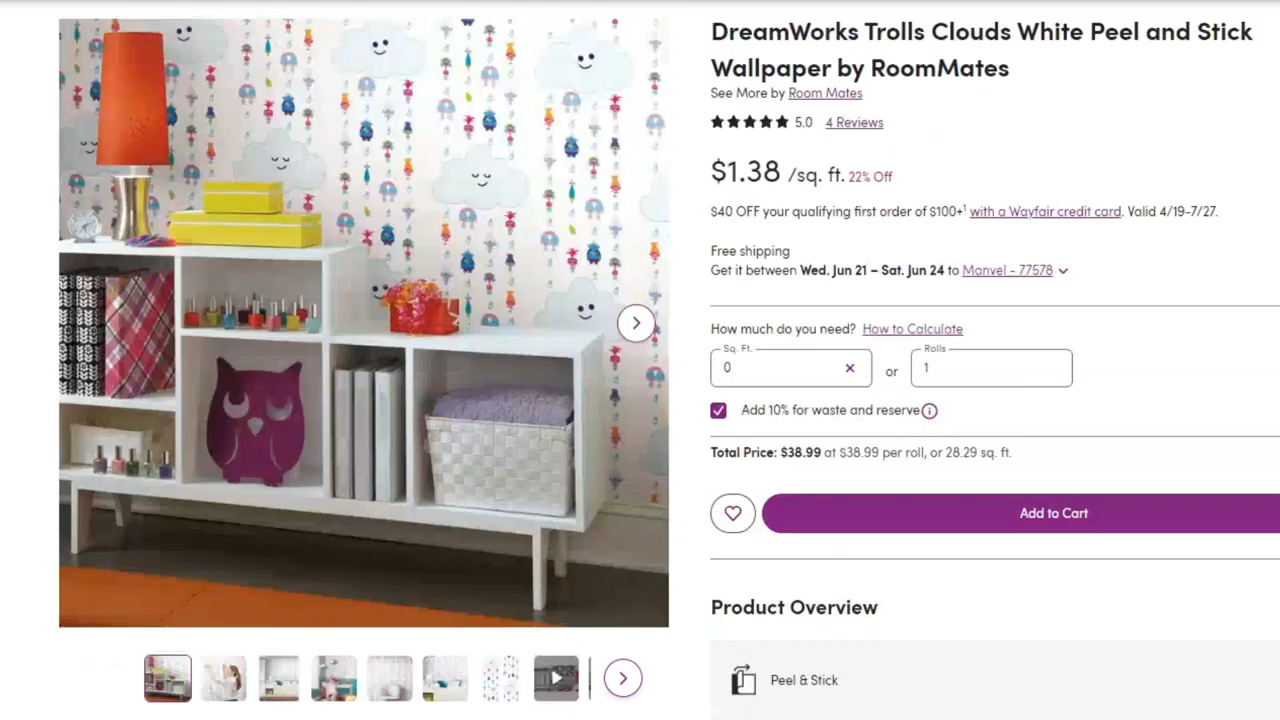 DreamWorks Trolls Clouds White Peel and Stick
Wallpaper by RoomMates
See More by Room Mates
5.0 4 Reviews
$1.38 /sq. ft. 22% Off
$40 OFF your qualifying first order of $100+¹ with a Wayfair credit card. Valid 4/19-7/27.
Free shipping
Get it between Wed. Jun 21 – Sat. Jun 24 to Manvel - 77578
How much do you need? How to Calculate
Sq. Ft.
0
or
Rolls
1
Add 10% for waste and reserve
Total Price: $38.99 at $38.99 per roll, or 28.29 sq. ft.
Add to Cart
Product Overview
Peel & Stick